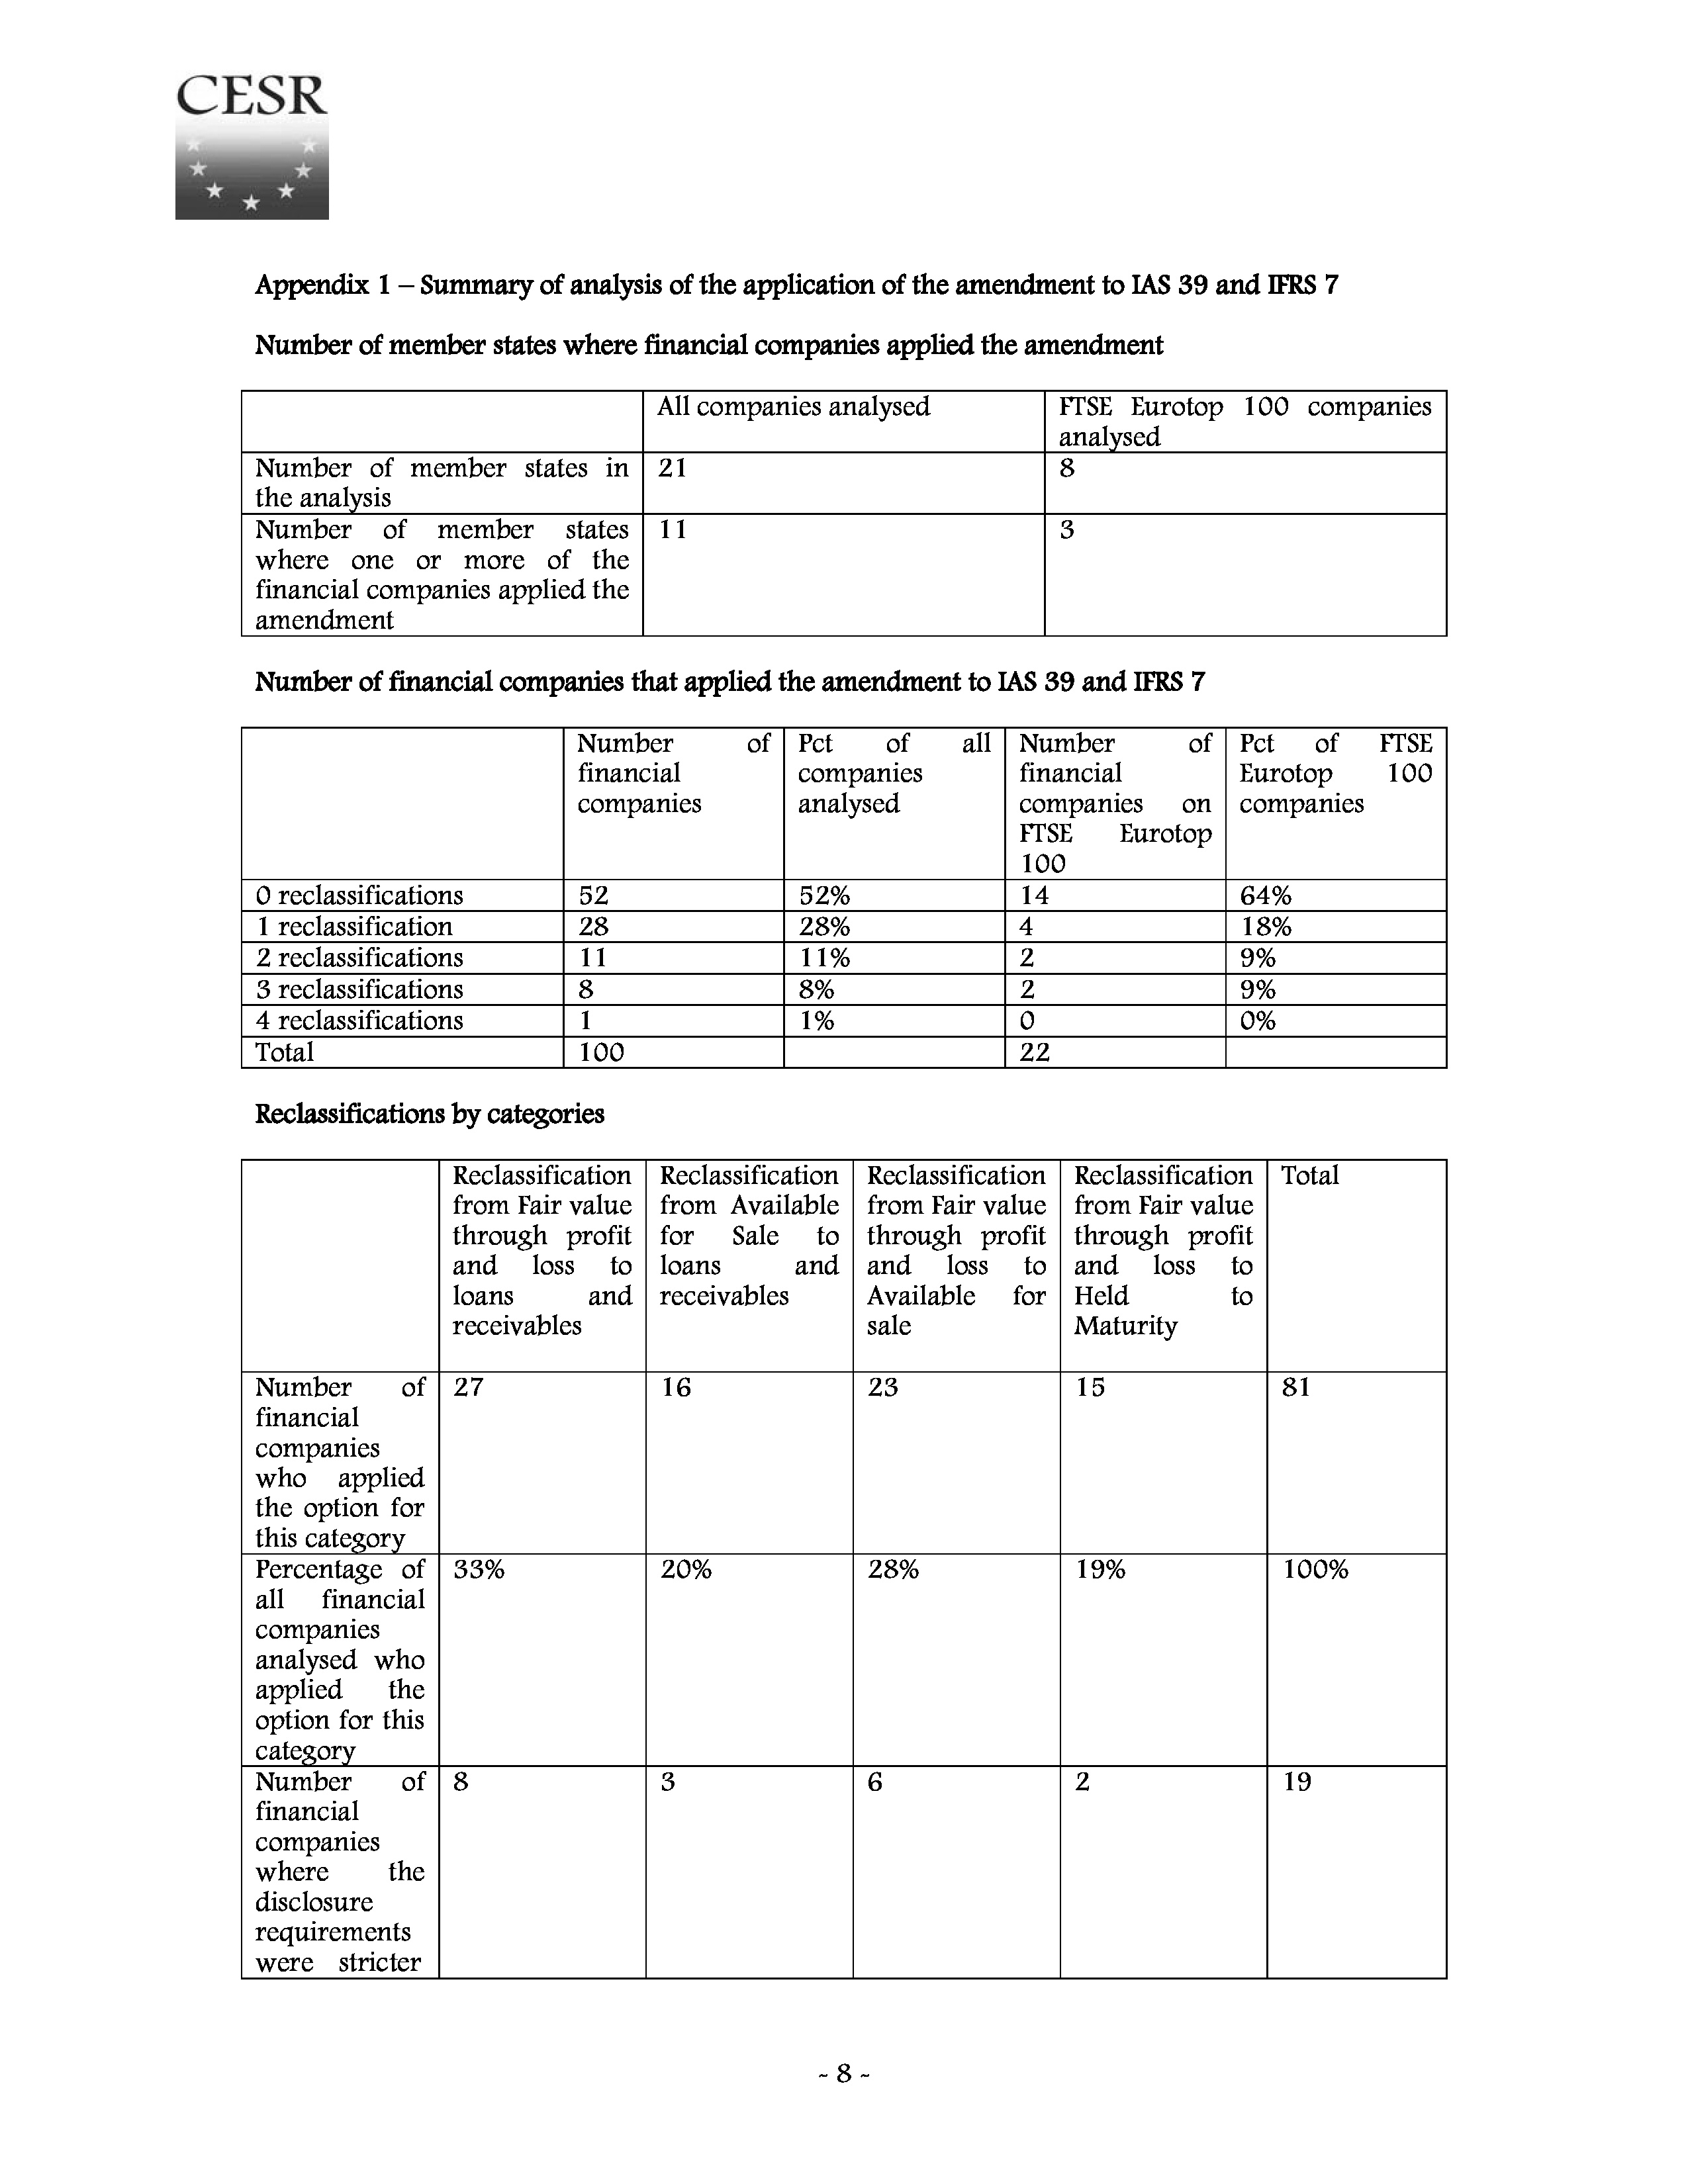 CESR
Appendix 1 – Summary of analysis of the application of the amendment to IAS 39 and IFRS 7
Number of member states where financial companies applied the amendment
All companies analysed
FTSE Eurotop 100 companies
analysed
Number of member states in
the analysis
21
8
Number of member states
where one or more of the
financial companies applied the
amendment
11
3
Number of financial companies that applied the amendment to IAS 39 and IFRS 7
Number of
financial
companies
Pct of all
companies
analysed
Number of
financial
companies on
FTSE Eurotop
100
Pct of FTSE
Eurotop 100
companies
0 reclassifications
52
52%
14
64%
1 reclassification
28
28%
4
18%
2 reclassifications
11
11%
2
9%
3 reclassifications
8
8%
2
9%
4 reclassifications
1
1%
0
0%
Total
100
22
Reclassifications by categories
Reclassification
from Fair value
through profit
and loss to
loans and
receivables
Reclassification
from Available
for Sale to
loans and
receivables
Reclassification
from Fair value
through profit
and loss to
Available for
sale
Reclassification
from Fair value
through profit
and loss to
Held to
Maturity
Total
Number of
financial
companies
who applied
the option for
this category
27
16
23
15
81
Percentage of
all financial
companies
analysed who
applied the
option for this
category
33%
20%
28%
19%
100%
Number of
financial
companies
where the
disclosure
requirements
were stricter
8
3
6
2
19
- 8 -